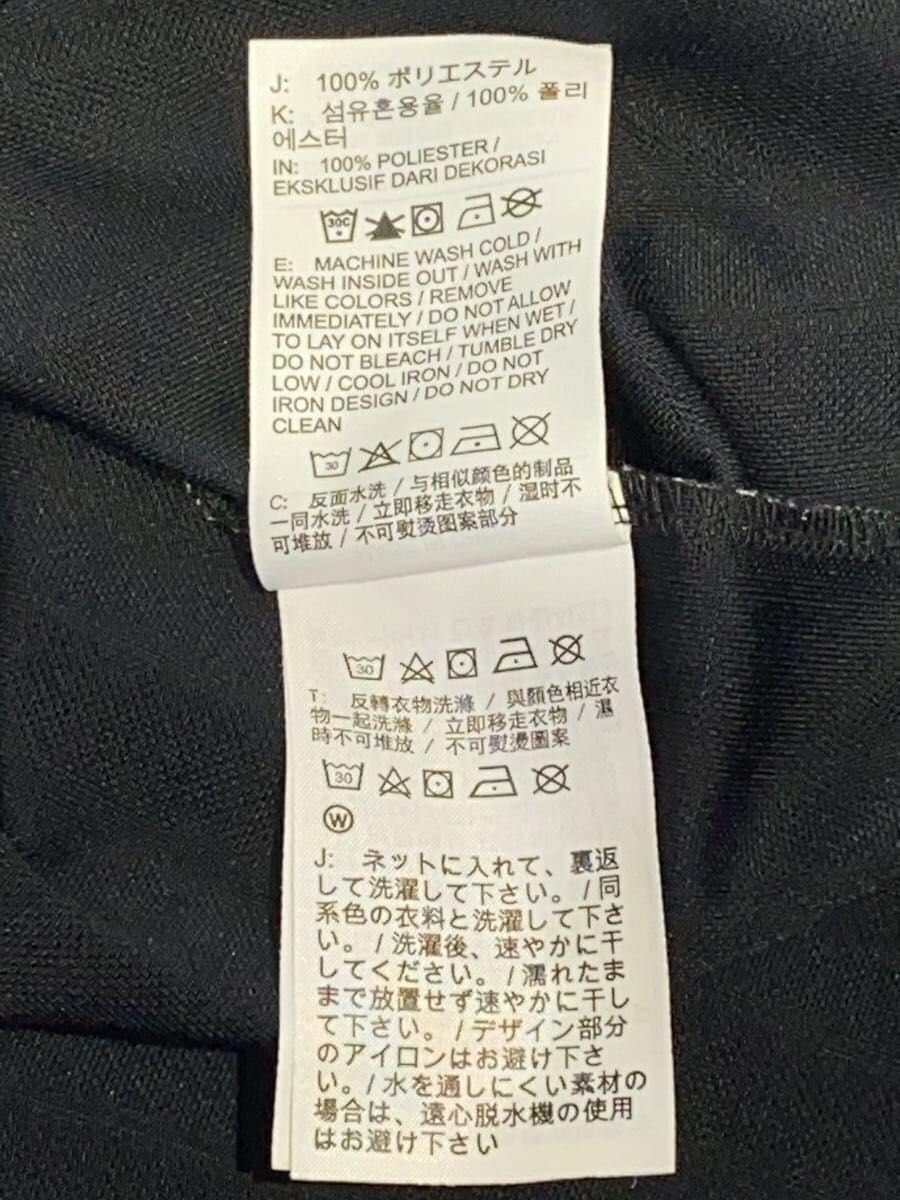 J: 100% ポリエステル
K: 섬유혼용율 / 100% 폴리
에스터
IN: 100% POLIESTER /
EKSKLUSIF DARI DEKORASI
30C
E: MACHINE WASH COLD /
WASH INSIDE OUT / WASH WITH
LIKE COLORS / REMOVE
IMMEDIATELY / DO NOT ALLOW
TO LAY ON ITSELF WHEN WET /
DO NOT BLEACH / TUMBLE DRY
LOW / COOL IRON / DO NOT
IRON DESIGN / DO NOT DRY
CLEAN
30
C: 反面水洗 / 与相似颜色的制品
一同水洗 / 立即移走衣物 / 湿时不
可堆放 / 不可熨烫图案部分
30
T: 反轉衣物洗滌 / 與顏色相近衣
物一起洗滌 / 立即移走衣物 / 濕
時不可堆放 / 不可熨燙圖案
30
W
J: ネットに入れて、裏返
して洗濯して下さい。/ 同
系色の衣料と洗濯して下さ
い。/ 洗濯後、速やかに干
してください。/ 濡れたま
まで放置せず速やかに干し
て下さい。/ デザイン部分
のアイロンはお避け下さ
い。/ 水を通しにくい素材の
場合は、遠心脱水機の使用
はお避け下さい